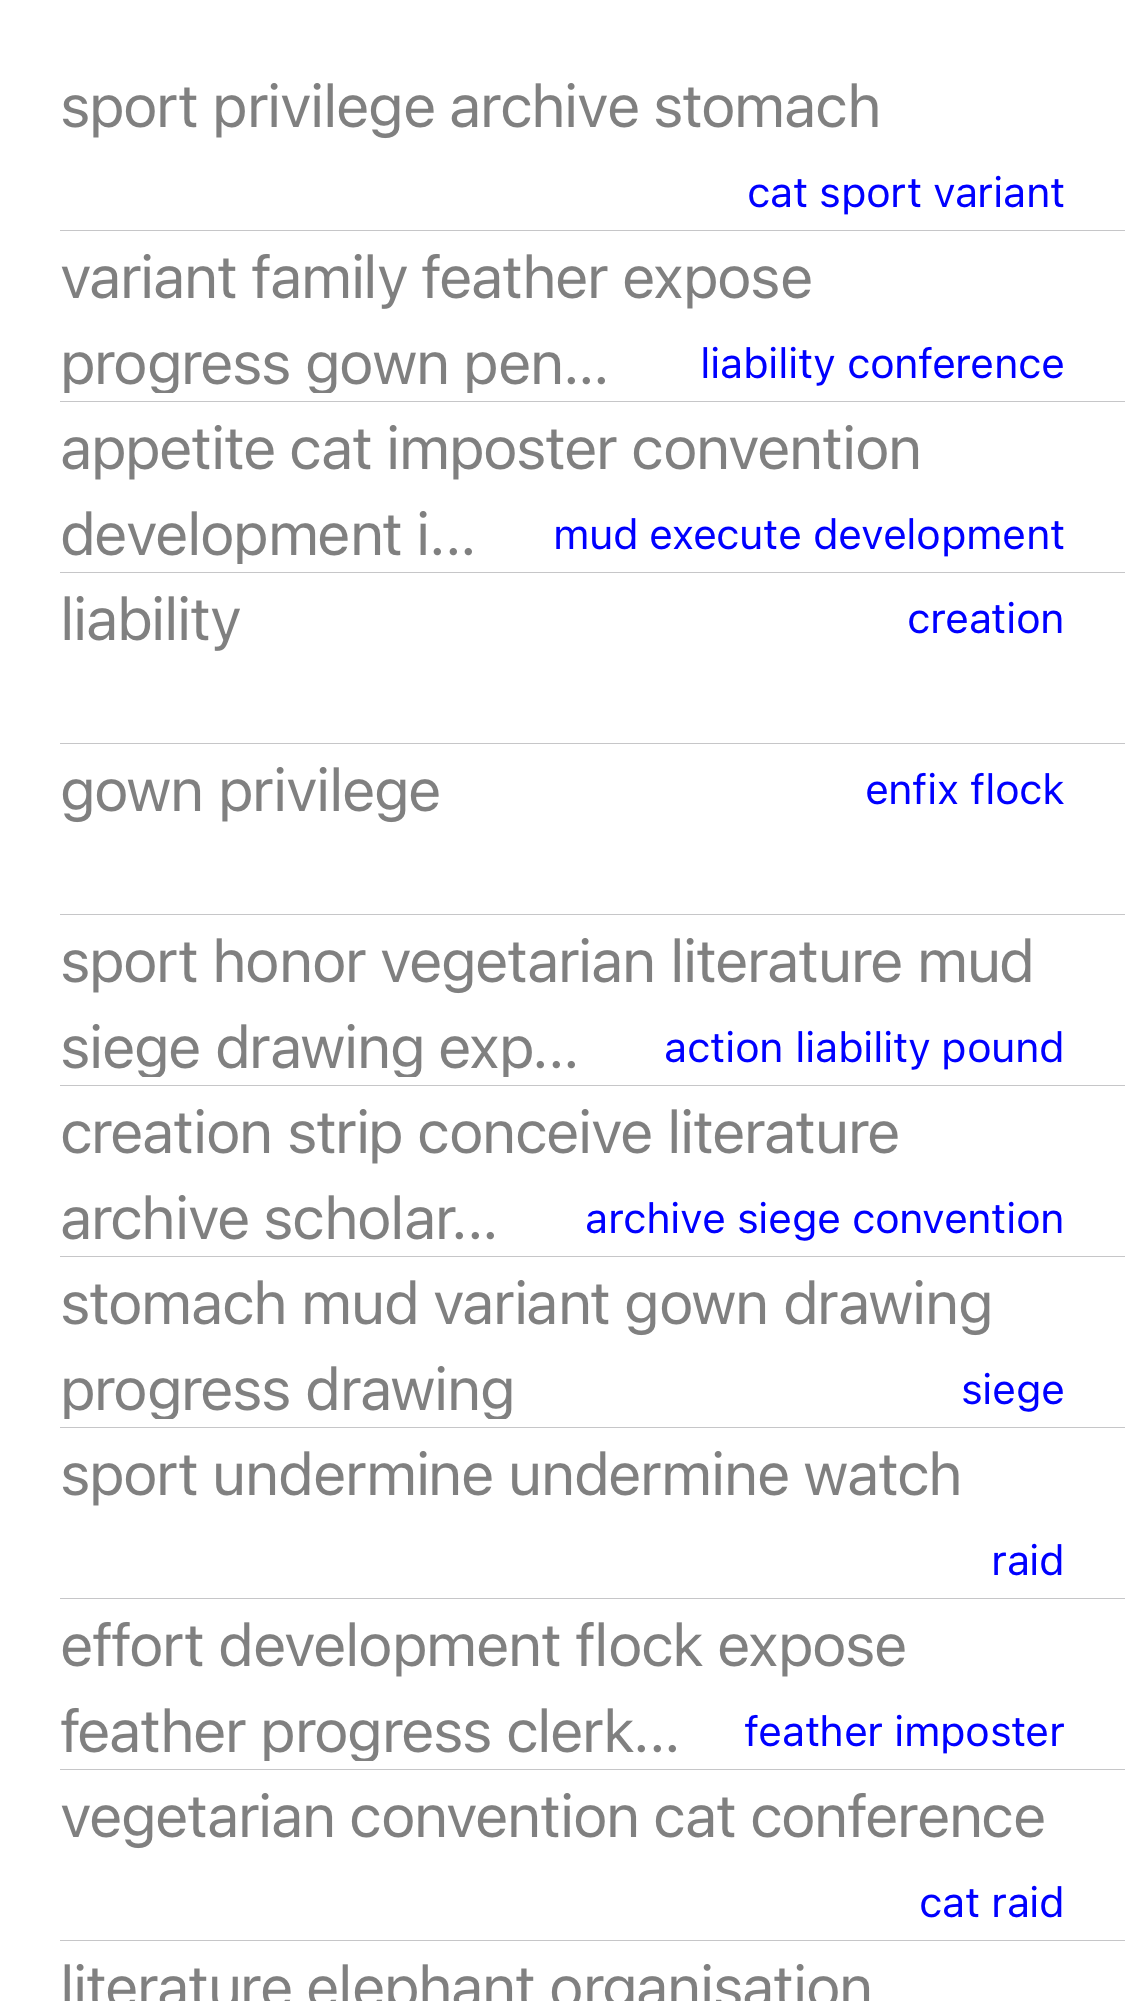 sport privilege archive stomach
cat sport variant
variant family feather expose
progress gown pen... liability conference
appetite cat imposter convention
development i... mud execute development
liability creation
gown privilege enfix flock
sport honor vegetarian literature mud
siege drawing exp... action liability pound
creation strip conceive literature
archive scholar... archive siege convention
stomach mud variant gown drawing
progress drawing siege
sport undermine undermine watch
raid
effort development flock expose
feather progress clerk... feather imposter
vegetarian convention cat conference
cat raid
literature elephant organisation